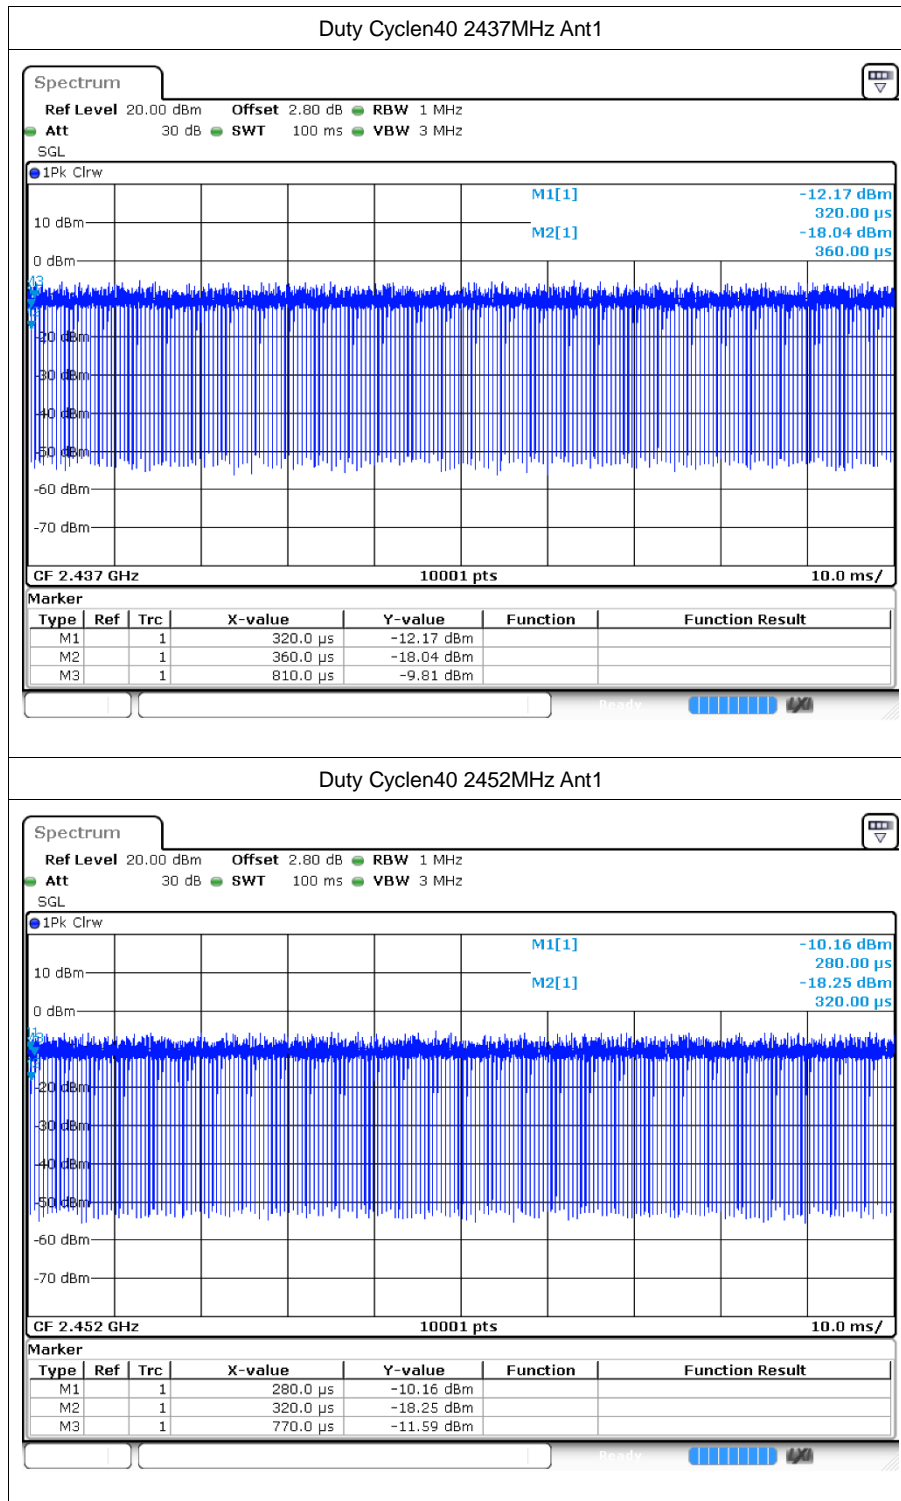 Duty Cyclen40 2437MHz Ant1
Spectrum
Ref Level 20.00 dBm Offset 2.80 dB RBW 1 MHz
Att 30 dB SWT 100 ms VBW 3 MHz
SGL
1Pk Clrw
M1[1] -12.17 dBm
320.00 µs
10 dBm
M2[1] -18.04 dBm
360.00 µs
0 dBm
M3
-20 dBm
-30 dBm
-40 dBm
-50 dBm
-60 dBm
-70 dBm
CF 2.437 GHz 10001 pts 10.0 ms/
Marker
Type Ref Trc X-value Y-value Function Function Result
M1 1 320.0 µs -12.17 dBm
M2 1 360.0 µs -18.04 dBm
M3 1 810.0 µs -9.81 dBm
Ready LXI
Duty Cyclen40 2452MHz Ant1
Spectrum
Ref Level 20.00 dBm Offset 2.80 dB RBW 1 MHz
Att 30 dB SWT 100 ms VBW 3 MHz
SGL
1Pk Clrw
M1[1] -10.16 dBm
280.00 µs
10 dBm
M2[1] -18.25 dBm
320.00 µs
0 dBm
-20 dBm
-30 dBm
-40 dBm
-50 dBm
-60 dBm
-70 dBm
CF 2.452 GHz 10001 pts 10.0 ms/
Marker
Type Ref Trc X-value Y-value Function Function Result
M1 1 280.0 µs -10.16 dBm
M2 1 320.0 µs -18.25 dBm
M3 1 770.0 µs -11.59 dBm
Ready LXI